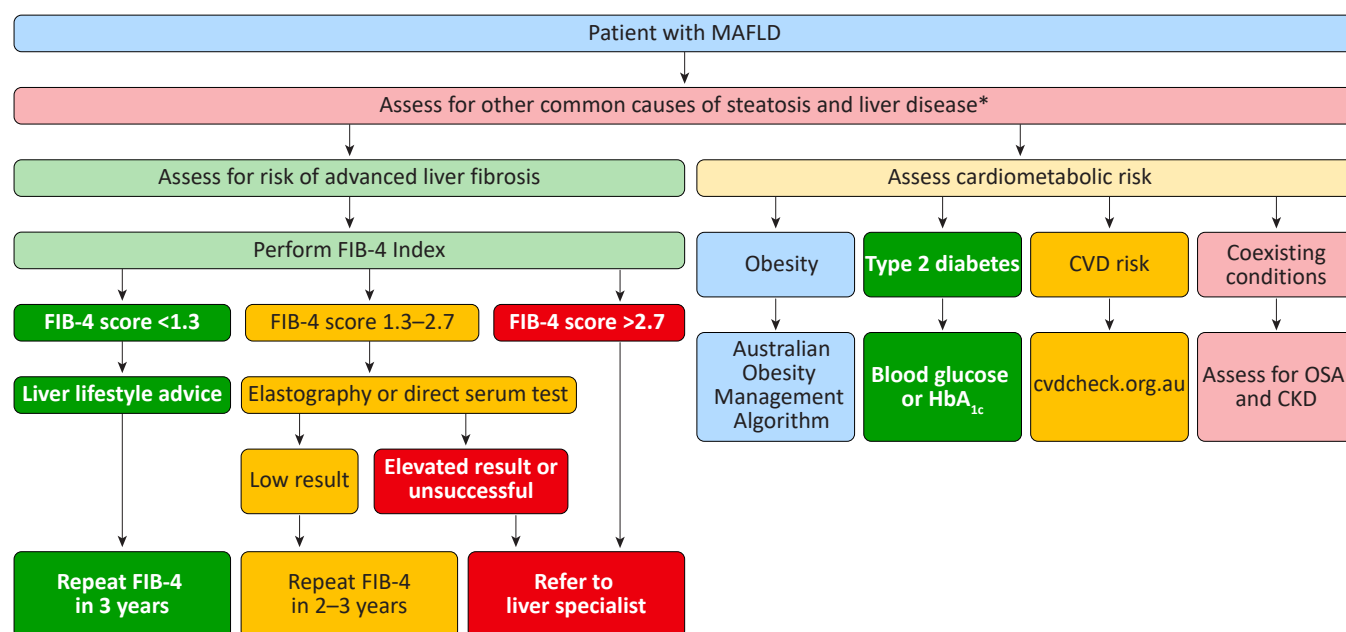 Patient with MAFLD
Assess for other common causes of steatosis and liver disease*
Assess for risk of advanced liver fibrosis
Assess cardiometabolic risk
Perform FIB-4 Index
Obesity
Type 2 diabetes
CVD risk
Coexisting
conditions
FIB-4 score <1.3
FIB-4 score 1.3–2.7
FIB-4 score >2.7
Australian
Obesity
Management
Algorithm
Blood glucose
or HbA1c
cvdcheck.org.au
Assess for OSA
and CKD
Liver lifestyle advice
Elastography or direct serum test
Low result
Elevated result or
unsuccessful
Repeat FIB-4
in 3 years
Repeat FIB-4
in 2–3 years
Refer to
liver specialist